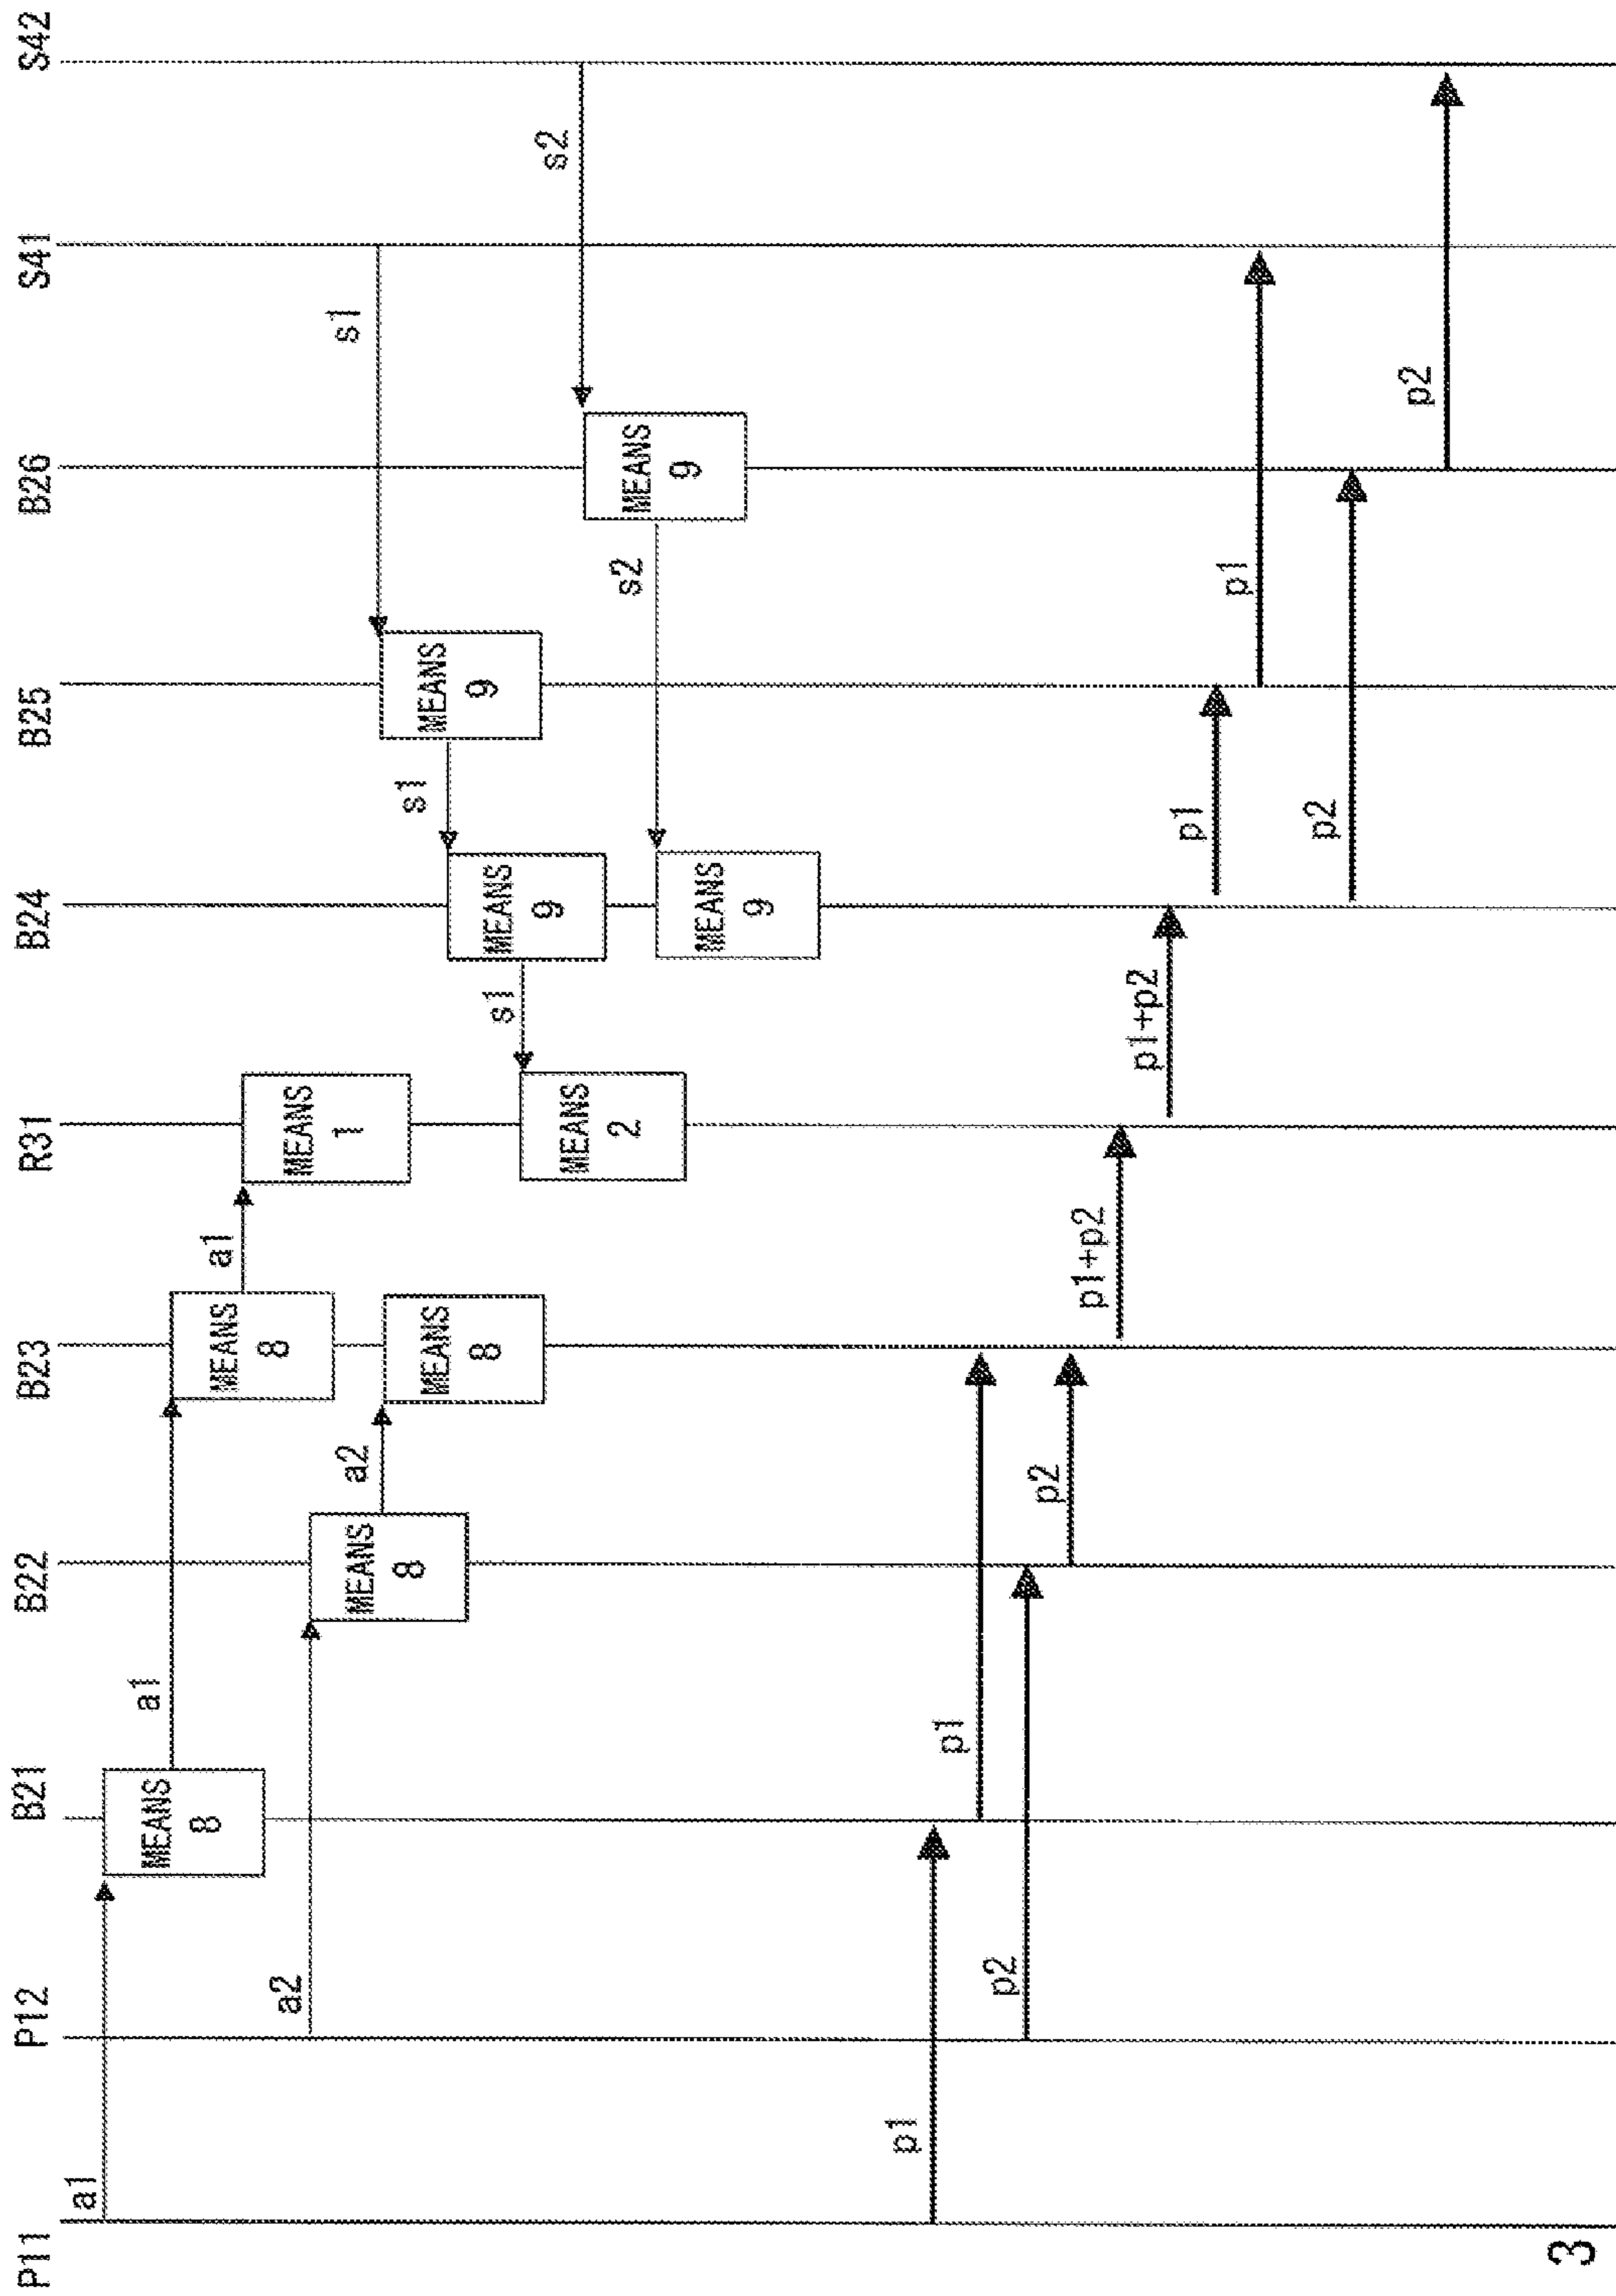 P11
P12
B21
B22
B23
R31
B24
B25
B26
S41
S42
a1
MEANS
8
a1
MEANS
8
a1
MEANS
1
a2
MEANS
8
a2
MEANS
8
s1
MEANS
9
s1
MEANS
9
s1
MEANS
2
s2
MEANS
9
s2
MEANS
9
p1
p1
p2
p2
p1+p2
p1+p2
p1
p1
p2
p2
3